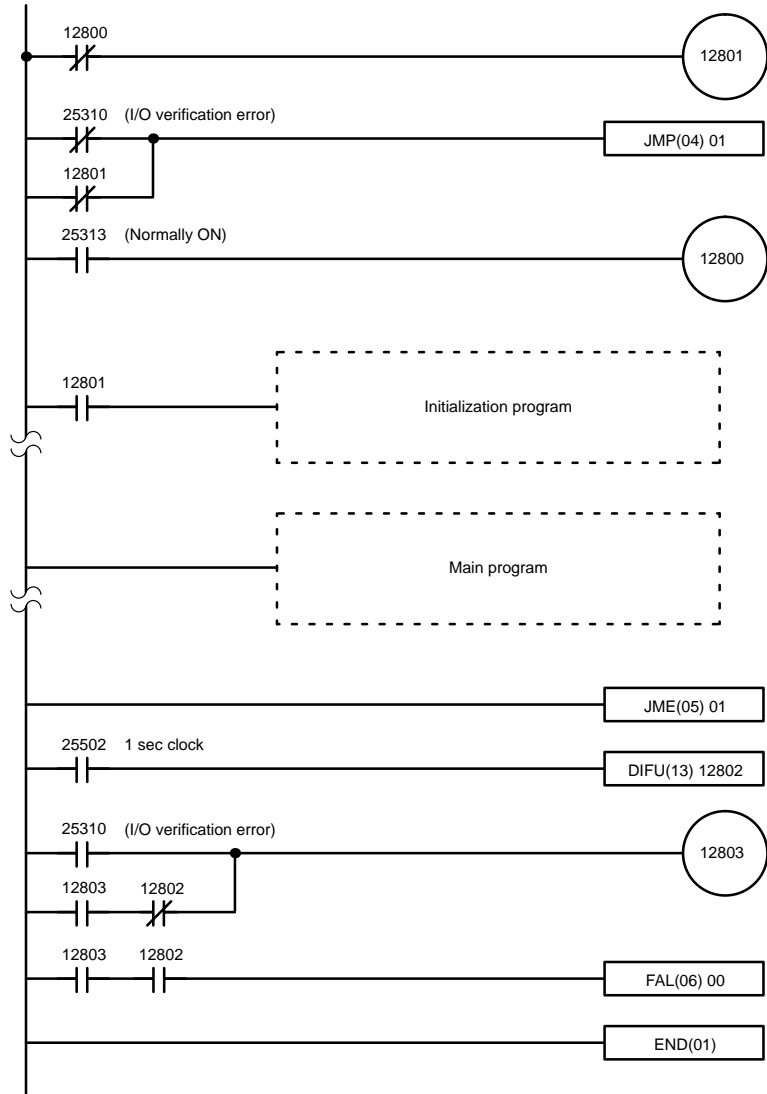 12800
12801
25310 (I/O verification error)
JMP(04) 01
12801
25313 (Normally ON)
12800
12801
Initialization program
Main program
JME(05) 01
25502 1 sec clock
DIFU(13) 12802
25310 (I/O verification error)
12803
12803 12802
12803 12802
FAL(06) 00
END(01)